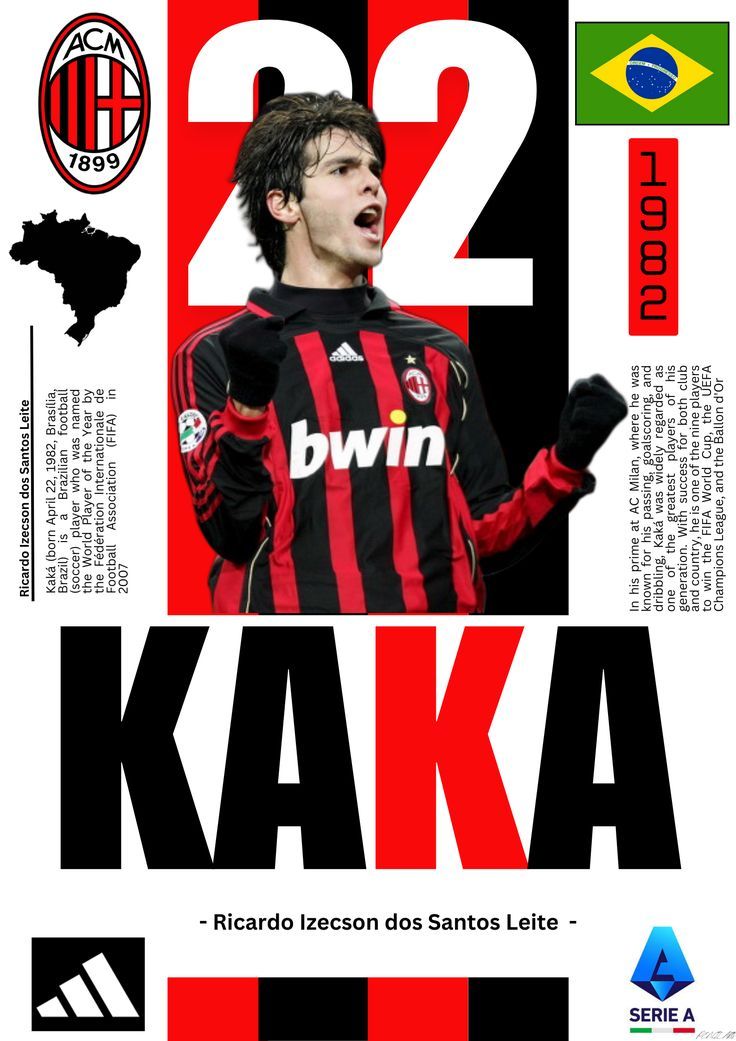 ACM
1899
22
1982
adidas
bwin
Ricardo Izecson dos Santos Leite
Kaká (born April 22, 1982, Brasília,
Brazil) is a Brazilian football
(soccer) player who was named
the World Player of the Year by
the Fédération Internationale de
Football Association (FIFA) in
2007
In his prime at AC Milan, where he was
known for his passing, goalscoring, and
dribbling, Kaká was widely regarded as
one of the greatest players of his
generation. With success for both club
and country, he is one of the nine players
to win the FIFA World Cup, the UEFA
Champions League, and the Ballon d'Or
KAKA
- Ricardo Izecson dos Santos Leite -
SERIE A